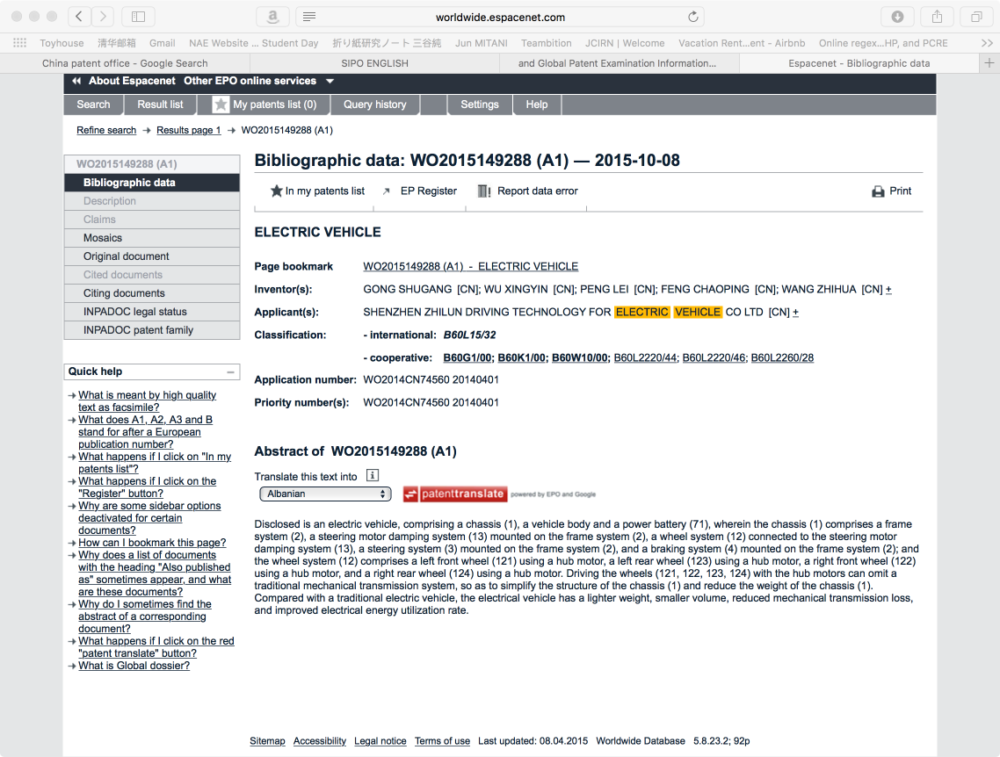 worldwide.espacenet.com
Toyhouse 清华邮箱 Gmail NAE Website ... Student Day 折り紙研究ノート 三谷純 Jun MITANI Teambition JCIRN | Welcome Vacation Rent...ent - Airbnb Online regex...HP, and PCRE
China patent office - Google Search SIPO ENGLISH and Global Patent Examination Information... Espacenet - Bibliographic data
About Espacenet Other EPO online services
Search Result list My patents list (0) Query history Settings Help
Refine search → Results page 1 → WO2015149288 (A1)
WO2015149288 (A1)
Bibliographic data
Description
Claims
Mosaics
Original document
Cited documents
Citing documents
INPADOC legal status
INPADOC patent family
Quick help
What is meant by high quality
text as facsimile?
What does A1, A2, A3 and B
stand for after a European
publication number?
What happens if I click on "In my
patents list"?
What happens if I click on the
"Register" button?
Why are some sidebar options
deactivated for certain
documents?
How can I bookmark this page?
Why does a list of documents
with the heading "Also published
as" sometimes appear, and what
are these documents?
Why do I sometimes find the
abstract of a corresponding
document?
What happens if I click on the red
"patent translate" button?
What is Global dossier?
Bibliographic data: WO2015149288 (A1) — 2015-10-08
In my patents list EP Register Report data error Print
ELECTRIC VEHICLE
Page bookmark WO2015149288 (A1) - ELECTRIC VEHICLE
Inventor(s): GONG SHUGANG [CN]; WU XINGYIN [CN]; PENG LEI [CN]; FENG CHAOPING [CN]; WANG ZHIHUA [CN] +
Applicant(s): SHENZHEN ZHILUN DRIVING TECHNOLOGY FOR ELECTRIC VEHICLE CO LTD [CN] +
Classification: - international: B60L15/32
- cooperative: B60G1/00; B60K1/00; B60W10/00; B60L2220/44; B60L2220/46; B60L2260/28
Application number: WO2014CN74560 20140401
Priority number(s): WO2014CN74560 20140401
Abstract of WO2015149288 (A1)
Translate this text into i
Albanian patenttranslate powered by EPO and Google
Disclosed is an electric vehicle, comprising a chassis (1), a vehicle body and a power battery (71), wherein the chassis (1) comprises a frame
system (2), a steering motor damping system (13) mounted on the frame system (2), a wheel system (12) connected to the steering motor
damping system (13), a steering system (3) mounted on the frame system (2), and a braking system (4) mounted on the frame system (2); and
the wheel system (12) comprises a left front wheel (121) using a hub motor, a left rear wheel (123) using a hub motor, a right front wheel (122)
using a hub motor, and a right rear wheel (124) using a hub motor. Driving the wheels (121, 122, 123, 124) with the hub motors can omit a
traditional mechanical transmission system, so as to simplify the structure of the chassis (1) and reduce the weight of the chassis (1).
Compared with a traditional electric vehicle, the electrical vehicle has a lighter weight, smaller volume, reduced mechanical transmission loss,
and improved electrical energy utilization rate.
Sitemap Accessibility Legal notice Terms of use Last updated: 08.04.2015 Worldwide Database 5.8.23.2; 92p